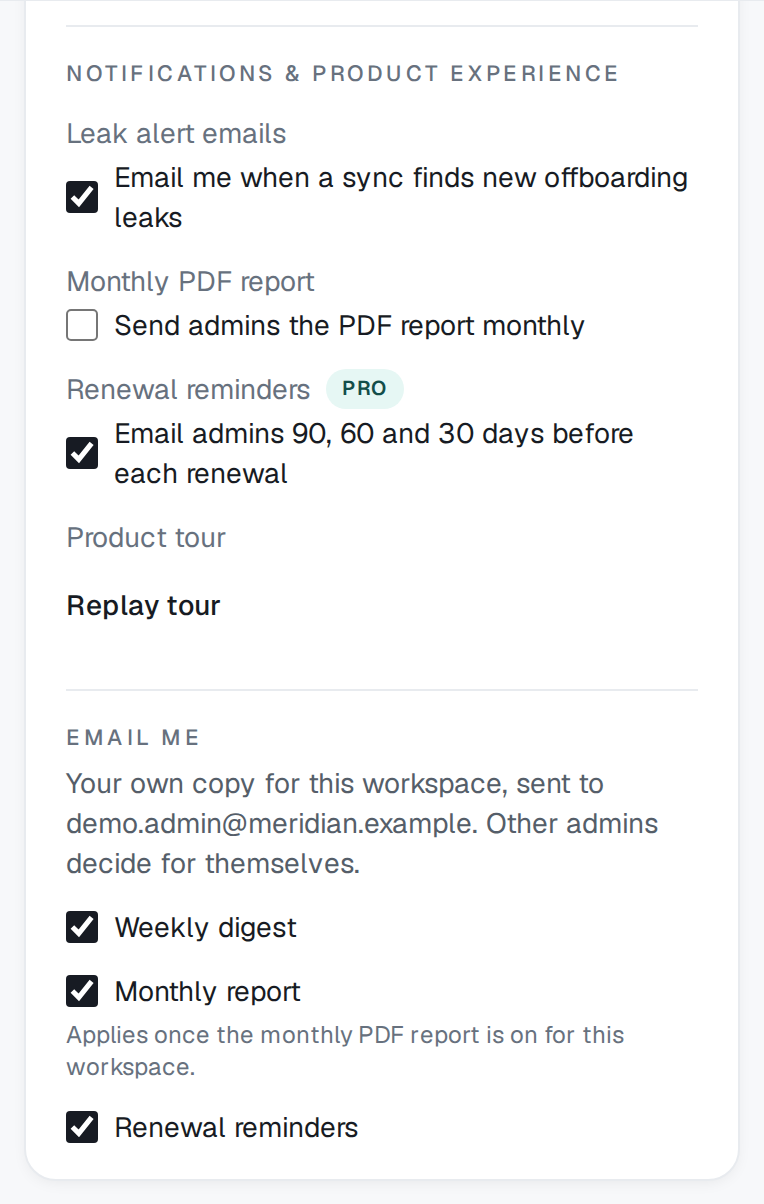 NOTIFICATIONS & PRODUCT EXPERIENCE
Leak alert emails
Email me when a sync finds new offboarding
leaks
Monthly PDF report
Send admins the PDF report monthly
Renewal reminders PRO
Email admins 90, 60 and 30 days before
each renewal
Product tour
Replay tour
EMAIL ME
Your own copy for this workspace, sent to
demo.admin@meridian.example. Other admins
decide for themselves.
Weekly digest
Monthly report
Applies once the monthly PDF report is on for this
workspace.
Renewal reminders